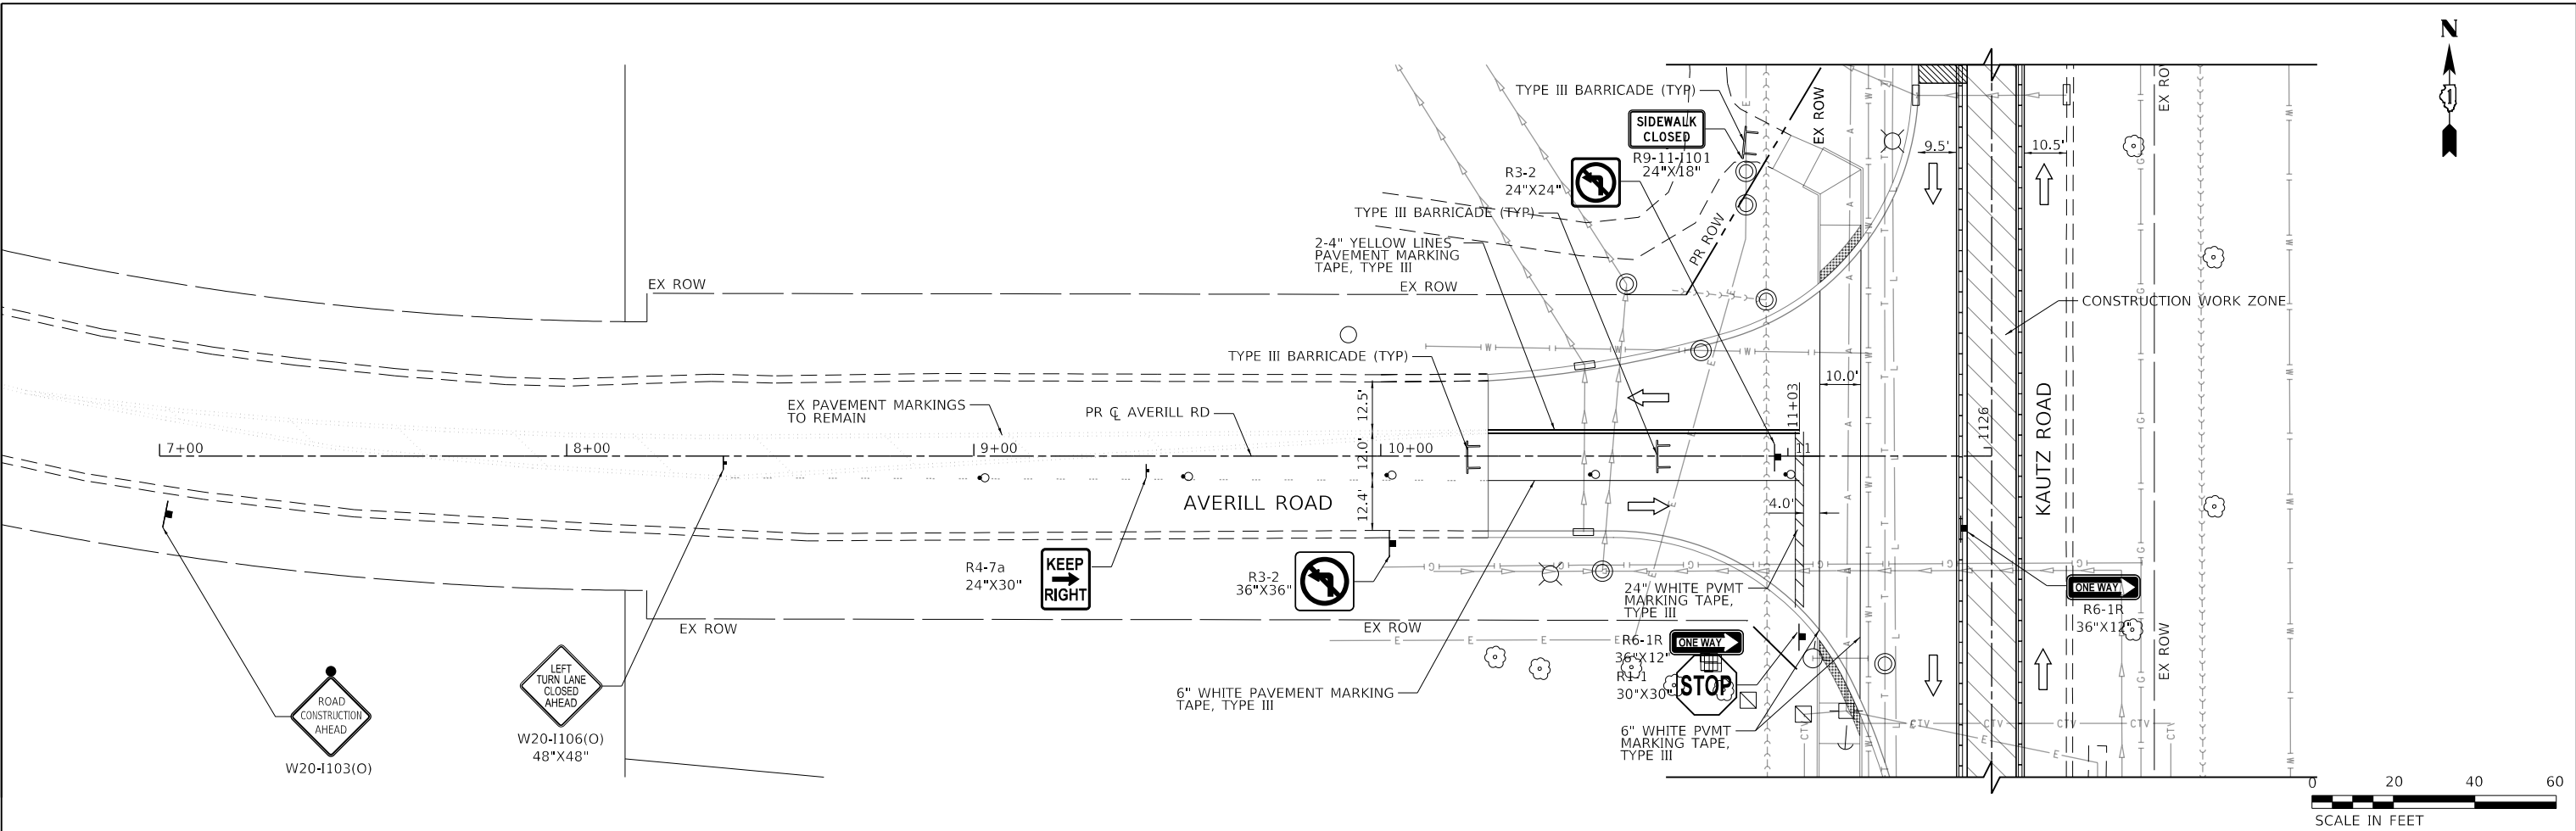 N
TYPE III BARRICADE (TYP)
SIDEWALK
CLOSED
R9-11-I101
24"X18"
R3-2
24"X24"
TYPE III BARRICADE (TYP)
2-4" YELLOW LINES
PAVEMENT MARKING
TAPE, TYPE III
EX ROW
PR ROW
EX ROW
9.5'
10.5'
EX ROW
EX ROW
CONSTRUCTION WORK ZONE
TYPE III BARRICADE (TYP)
EX PAVEMENT MARKINGS
TO REMAIN
PR ℄ AVERILL RD
12.5'
12.0'
12.4'
10.0'
11+03
1126
KAUTZ ROAD
7+00
8+00
9+00
10+00
11
AVERILL ROAD
4.0'
R4-7a
24"X30"
KEEP
RIGHT
R3-2
36"X36"
24" WHITE PVMT
MARKING TAPE,
TYPE III
ONE WAY
R6-1R
36"X12"
EX ROW
EX ROW
EX ROW
R6-1R
36"X12"
ONE WAY
R1-1
30"X30"
STOP
6" WHITE PAVEMENT MARKING
TAPE, TYPE III
6" WHITE PVMT
MARKING TAPE,
TYPE III
ROAD
CONSTRUCTION
AHEAD
W20-I103(O)
LEFT
TURN LANE
CLOSED
AHEAD
W20-I106(O)
48"X48"
CTV
CTV
CTV
CTV
CTV
CTV
0 20 40 60
SCALE IN FEET